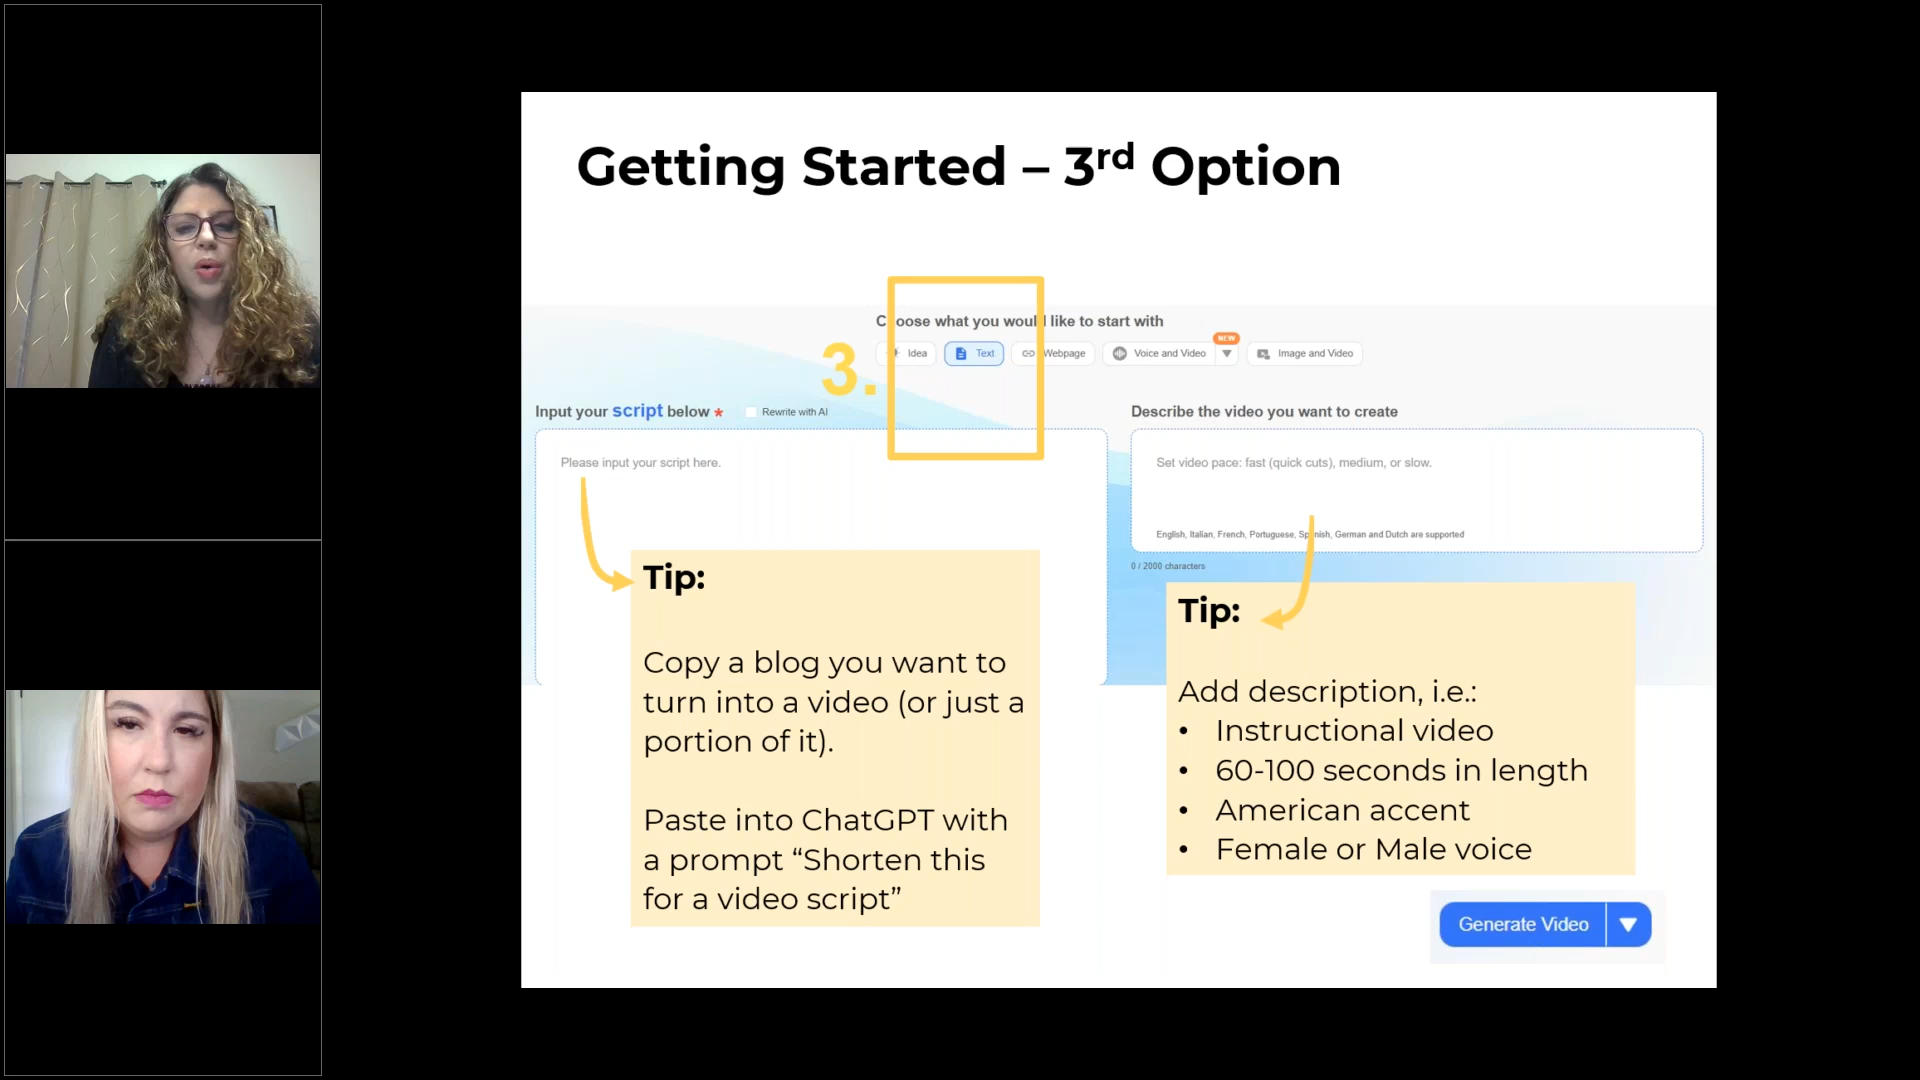 Getting Started – 3rd Option
Choose what you would like to start with
NEW
3.
Idea
Text
Webpage
Voice and Video
Image and Video
Input your script below *
Rewrite with AI
Describe the video you want to create
Please input your script here.
Set video pace: fast (quick cuts), medium, or slow.
English, Italian, French, Portuguese, Spanish, German and Dutch are supported
0 / 2000 characters
Tip:
Copy a blog you want to
turn into a video (or just a
portion of it).
Paste into ChatGPT with
a prompt “Shorten this
for a video script”
Tip:
Add description, i.e.:
• Instructional video
• 60-100 seconds in length
• American accent
• Female or Male voice
Generate Video